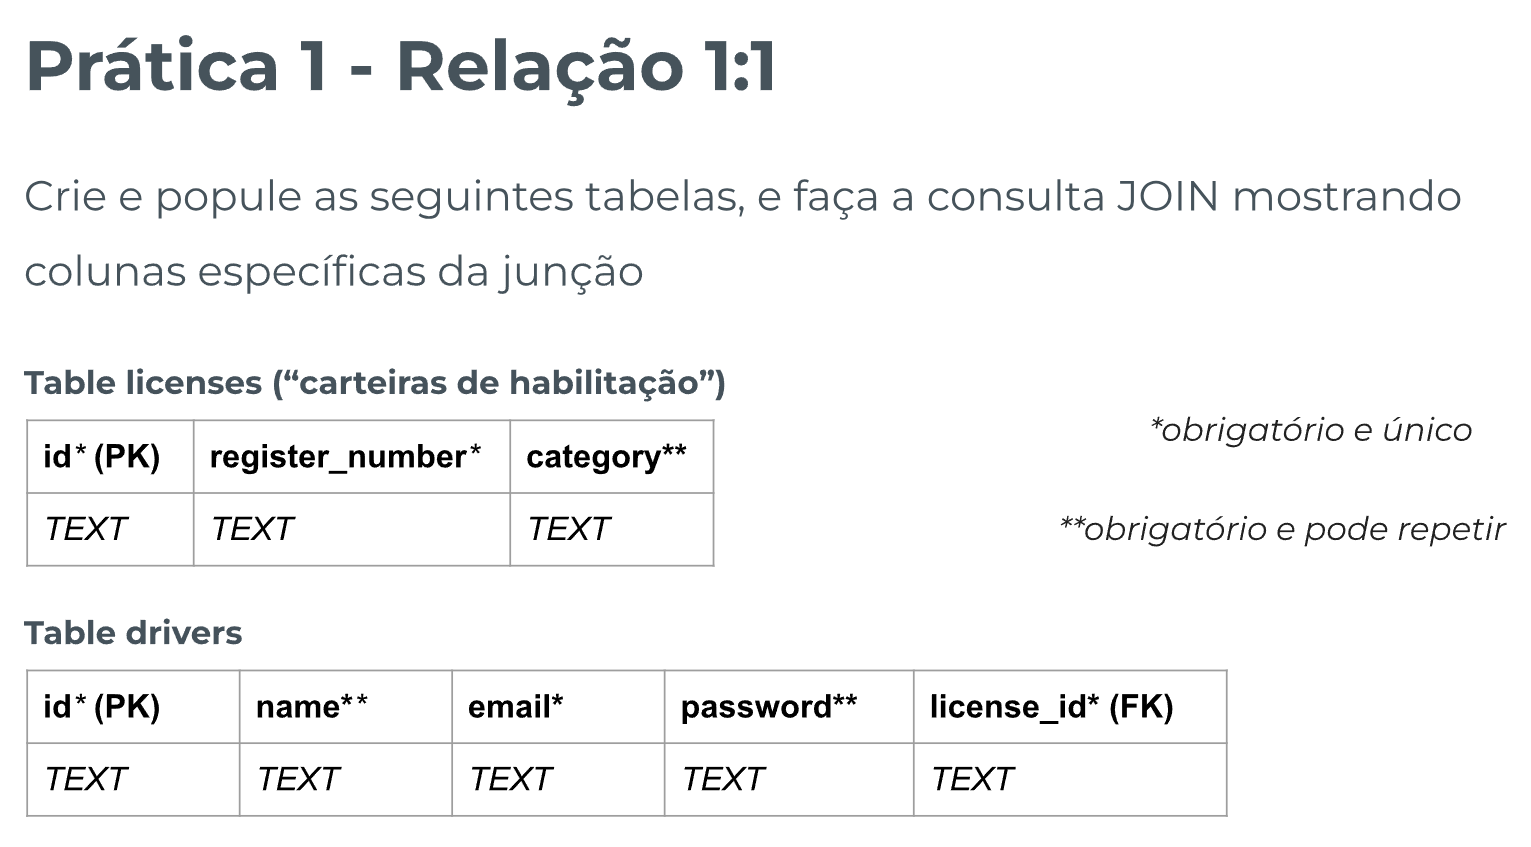 Prática 1 - Relação 1:1
Crie e popule as seguintes tabelas, e faça a consulta JOIN mostrando
colunas específicas da junção
Table licenses (“carteiras de habilitação”)
id* (PK) register_number* category**
TEXT TEXT TEXT
*obrigatório e único
**obrigatório e pode repetir
Table drivers
id* (PK) name** email* password** license_id* (FK)
TEXT TEXT TEXT TEXT TEXT